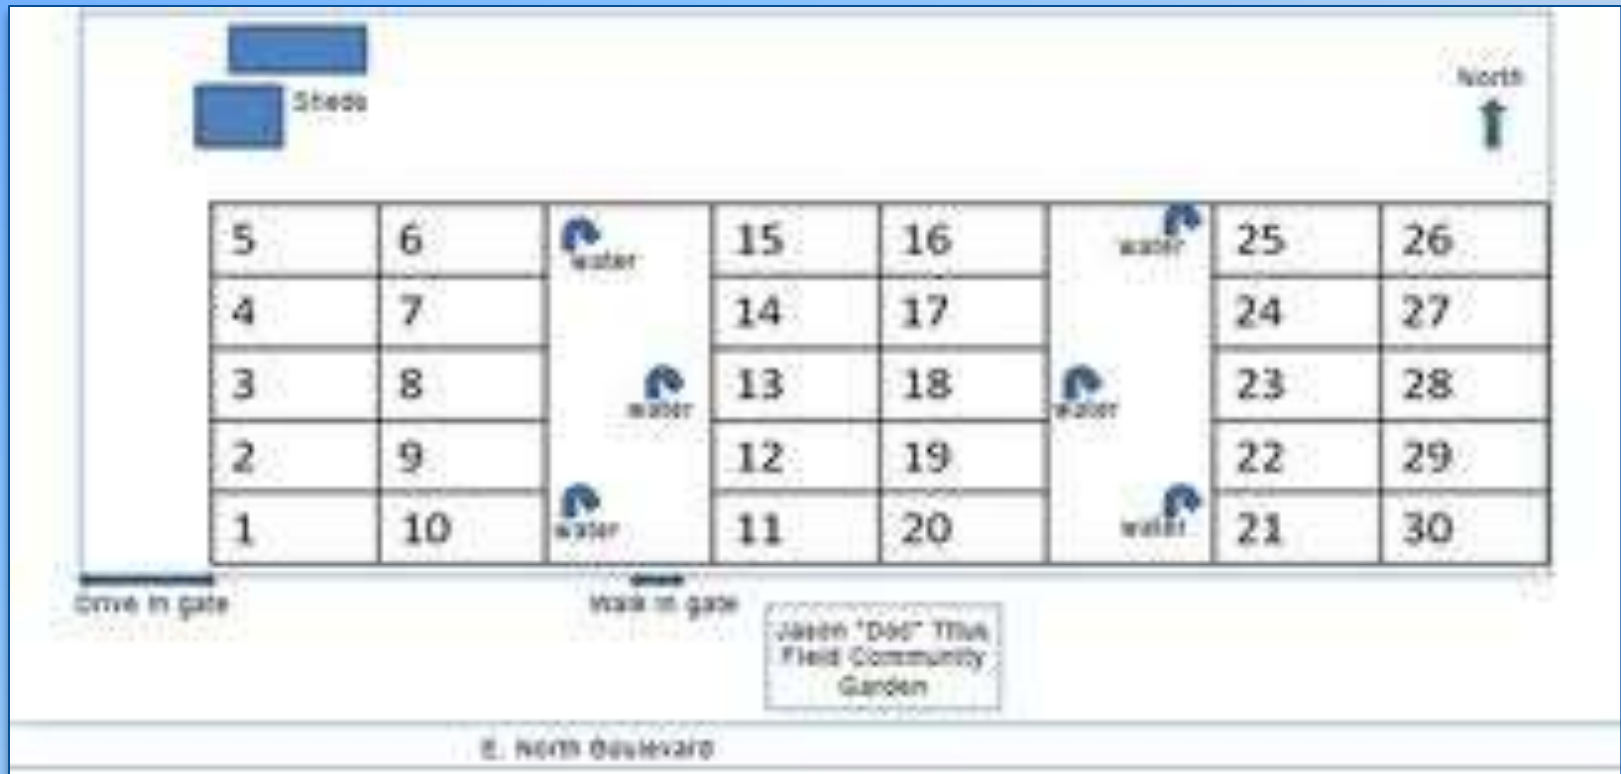 Sheds
North
5 6 water 15 16 water 25 26
4 7 14 17 24 27
3 8 water 13 18 water 23 28
2 9 12 19 22 29
1 10 water 11 20 water 21 30
Drive in gate
Walk in gate
Jason "Doc" Titus
Field Community
Garden
E. North Boulevard